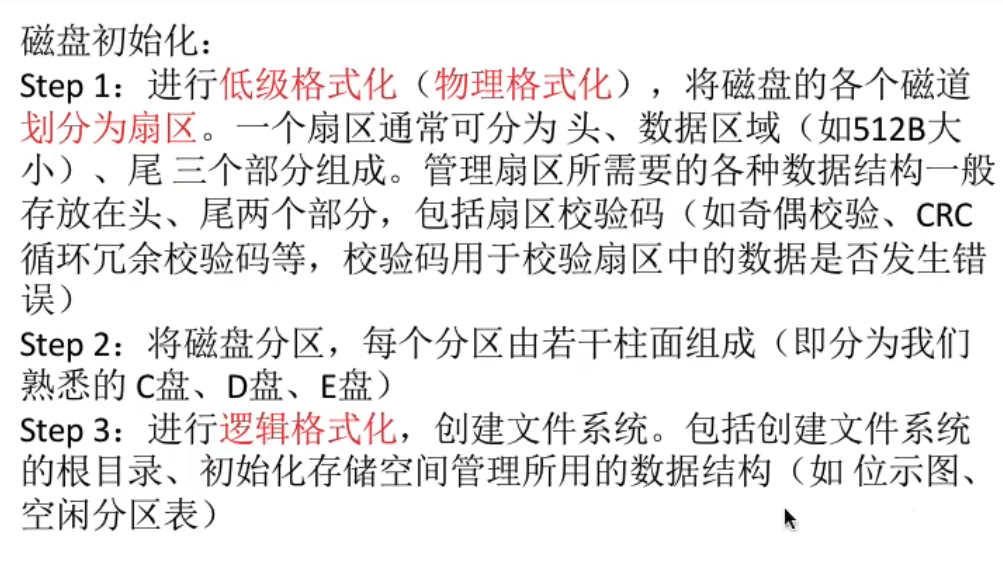 磁盘初始化：
Step 1：进行低级格式化（物理格式化），将磁盘的各个磁道
划分为扇区。一个扇区通常可分为 头、数据区域（如512B大
小）、尾 三个部分组成。管理扇区所需要的各种数据结构一般
存放在头、尾两个部分，包括扇区校验码（如奇偶校验、CRC
循环冗余校验码等，校验码用于校验扇区中的数据是否发生错
误）
Step 2：将磁盘分区，每个分区由若干柱面组成（即分为我们
熟悉的 C盘、D盘、E盘）
Step 3：进行逻辑格式化，创建文件系统。包括创建文件系统
的根目录、初始化存储空间管理所用的数据结构（如 位示图、
空闲分区表）